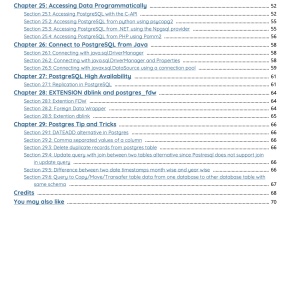 Chapter 25: Accessing Data Programmatically 52
Section 25.1: Accessing PostgreSQL with the C-API 52
Section 25.2: Accessing PostgreSQL from python using psycopg2 55
Section 25.3: Accessing PostgreSQL from .NET using the Npgsql provider 55
Section 25.4: Accessing PostgreSQL from PHP using Pomm2 56
Chapter 26: Connect to PostgreSQL from Java 58
Section 26.1: Connecting with java.sql.DriverManager 58
Section 26.2: Connecting with java.sql.DriverManager and Properties 58
Section 26.3: Connecting with javax.sql.DataSource using a connection pool 59
Chapter 27: PostgreSQL High Availability 61
Section 27.1: Replication in PostgreSQL 61
Chapter 28: EXTENSION dblink and postgres_fdw 64
Section 28.1: Extention FDW 64
Section 28.2: Foreign Data Wrapper 64
Section 28.3: Extention dblink 65
Chapter 29: Postgres Tip and Tricks 66
Section 29.1: DATEADD alternative in Postgres 66
Section 29.2: Comma separated values of a column 66
Section 29.3: Delete duplicate records from postgres table 66
Section 29.4: Update query with join between two tables alternative since Postresql does not support join
in update query 66
Section 29.5: Difference between two date timestamps month wise and year wise 66
Section 29.6: Query to Copy/Move/Transafer table data from one database to other database table with
same schema 67
Credits 68
You may also like 70